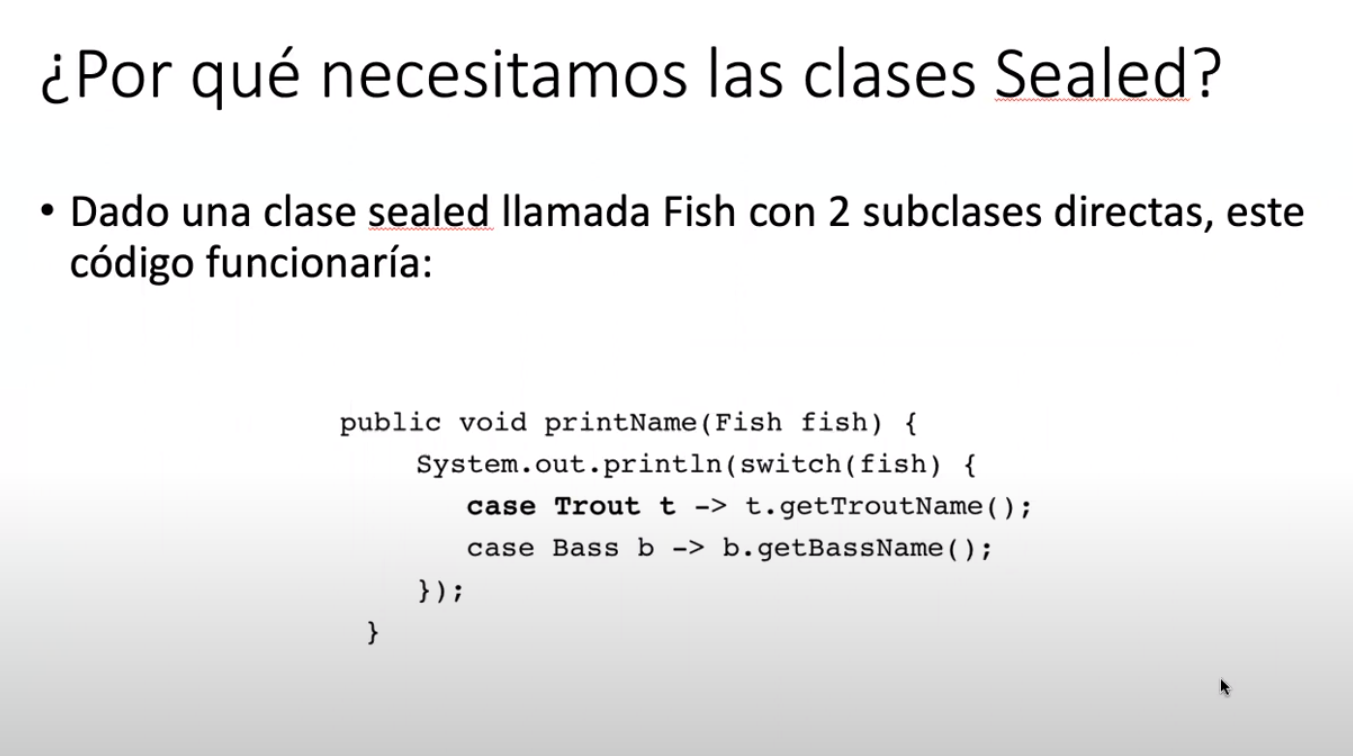 ¿Por qué necesitamos las clases Sealed?
• Dado una clase sealed llamada Fish con 2 subclases directas, este
código funcionaría:
public void printName(Fish fish) {
System.out.println(switch(fish) {
case Trout t -> t.getTroutName();
case Bass b -> b.getBassName();
});
}